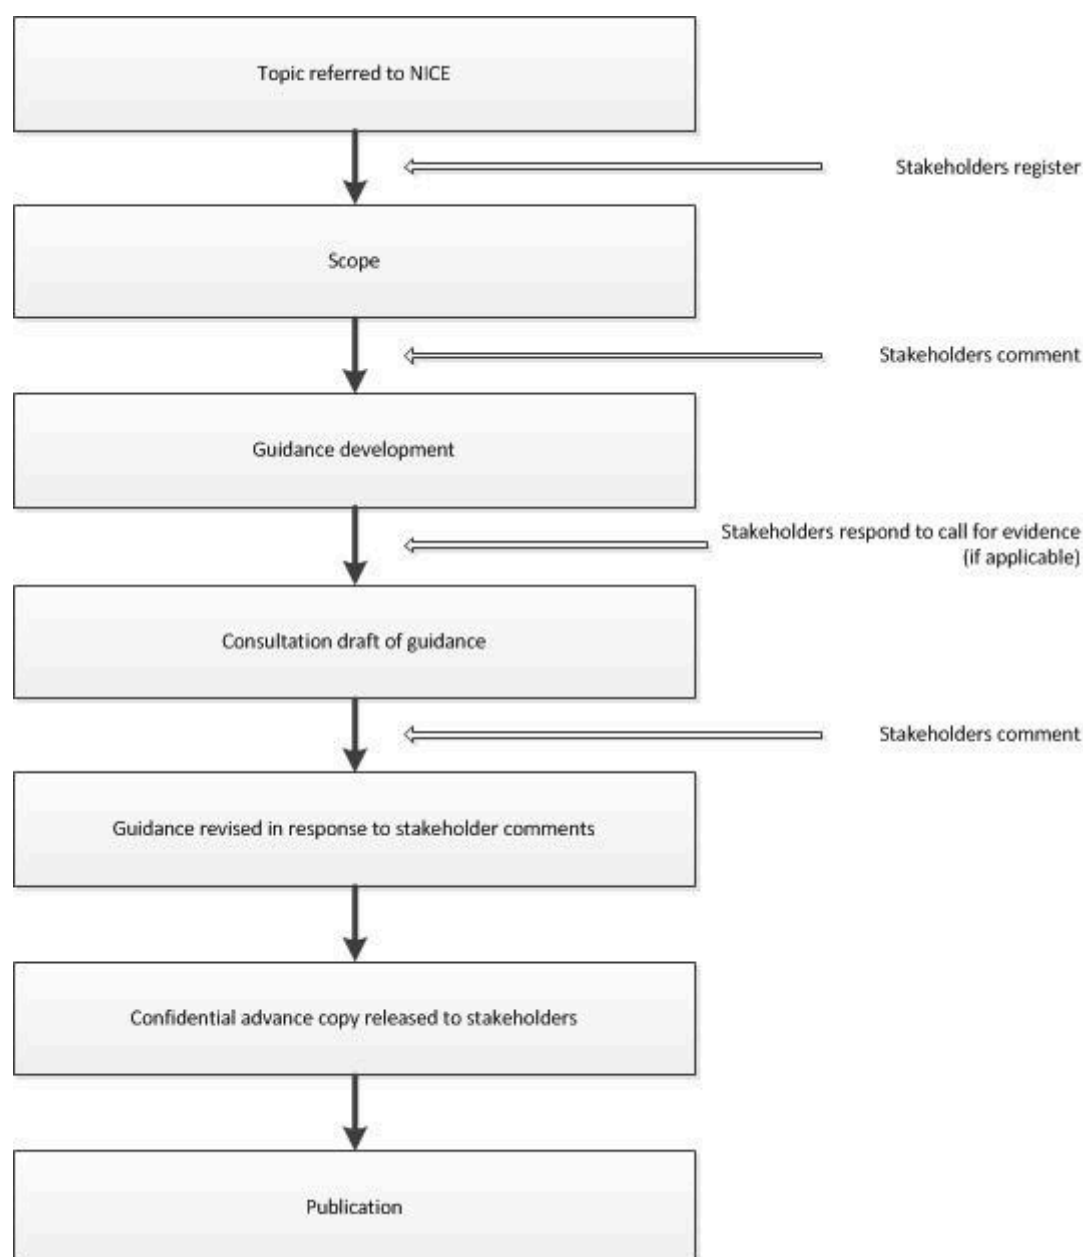 Topic referred to NICE
Stakeholders register
Scope
Stakeholders comment
Guidance development
Stakeholders respond to call for evidence
(if applicable)
Consultation draft of guidance
Stakeholders comment
Guidance revised in response to stakeholder comments
Confidential advance copy released to stakeholders
Publication